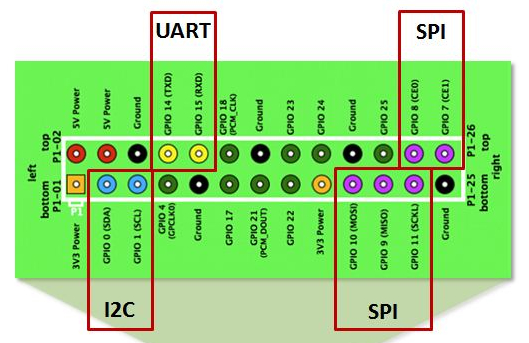 UART
SPI
5V Power
5V Power
Ground
GPIO 14 (TXD)
GPIO 15 (RXD)
GPIO 18
(PCM_CLK)
Ground
GPIO 23
GPIO 24
Ground
GPIO 25
GPIO 8 (CE0)
GPIO 7 (CE1)
left
top
P1-02
bottom
P1-01
P1
P1-26
top
right
P1-25
bottom
3V3 Power
GPIO 0 (SDA)
GPIO 1 (SCL)
GPIO 4
(GPCLK0)
Ground
GPIO 17
GPIO 21
(PCM_DOUT)
GPIO 22
3V3 Power
GPIO 10 (MOSI)
GPIO 9 (MISO)
GPIO 11 (SCKL)
Ground
I2C
SPI